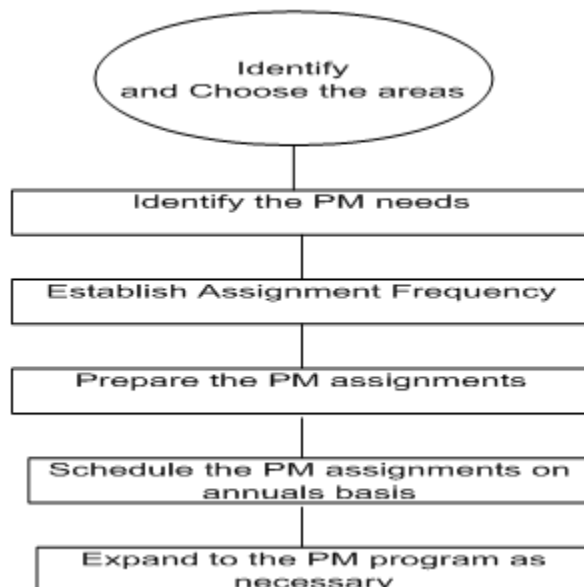 Identify
and Choose the areas
Identify the PM needs
Establish Assignment Frequency
Prepare the PM assignments
Schedule the PM assignments on
annuals basis
Expand to the PM program as
necessary